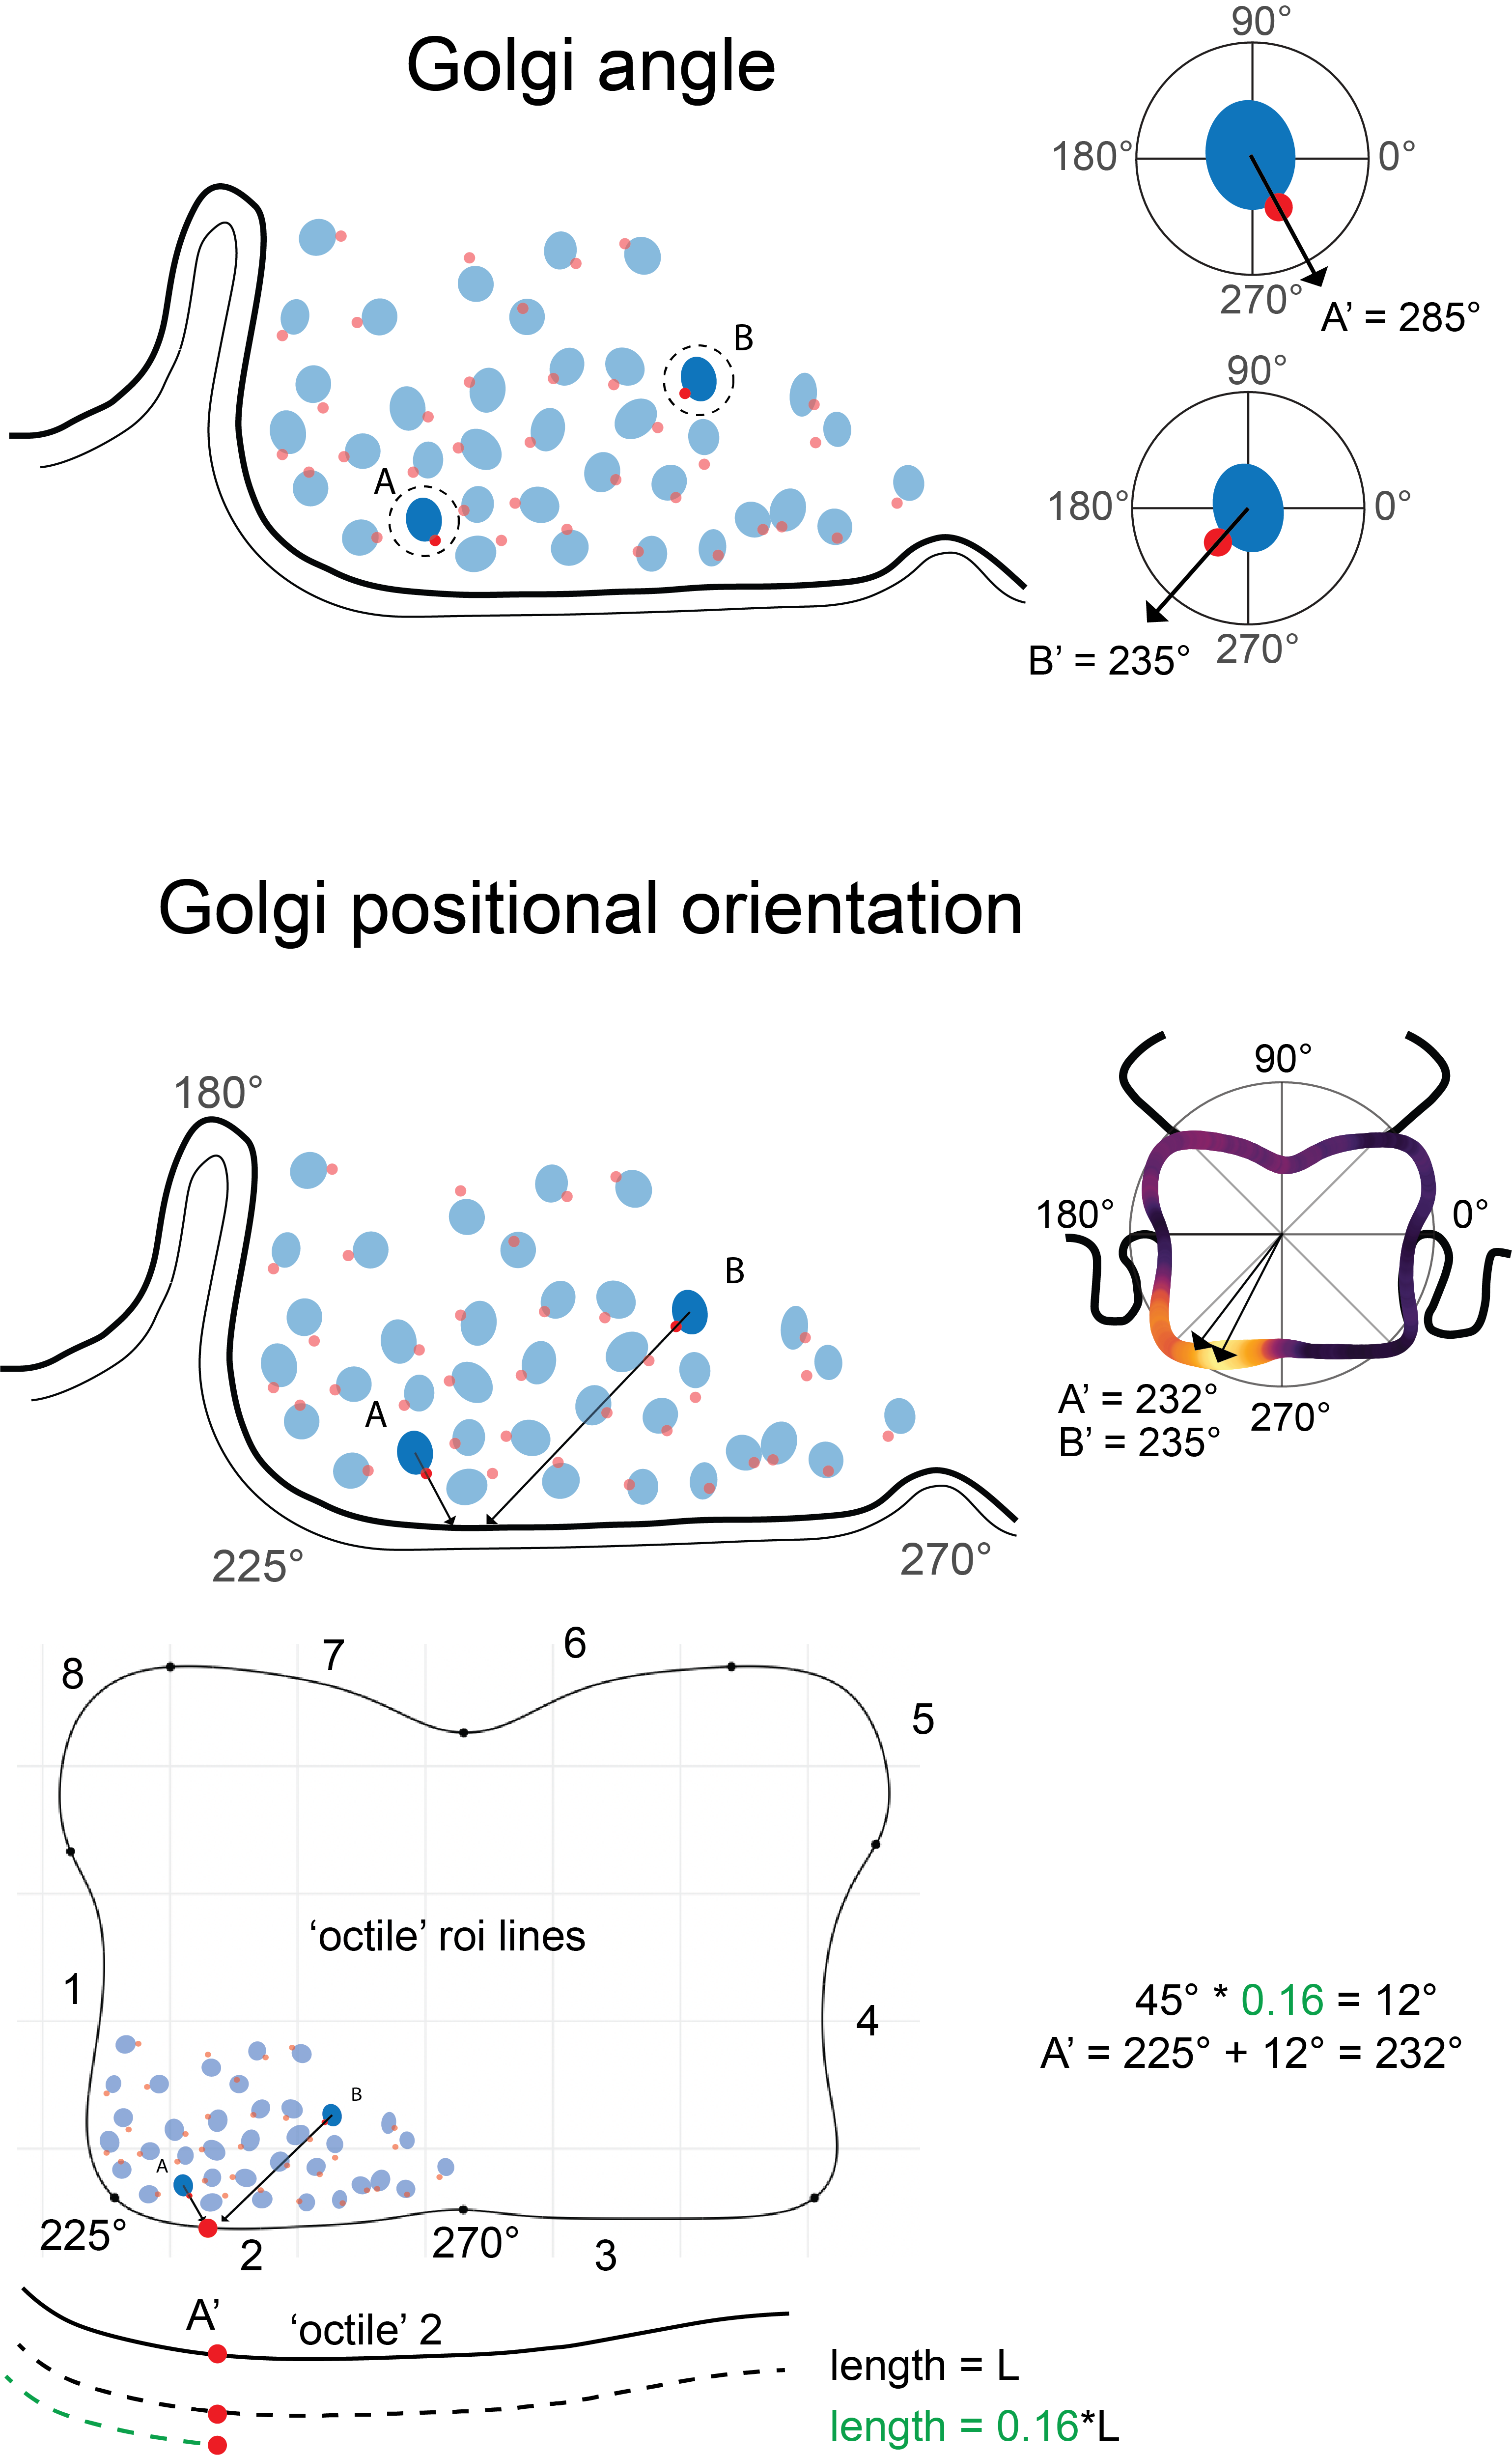 Golgi angle
90°
180°
0°
270°
A’ = 285°
B
A
90°
180°
0°
270°
B’ = 235°
Golgi positional orientation
180°
B
A
225°
270°
90°
180°
0°
A’ = 232°
B’ = 235°
270°
8
7
6
5
‘octile’ roi lines
1
4
B
A
225°
2
270°
3
45° * 0.16 = 12°
A’ = 225° + 12° = 232°
A’
‘octile’ 2
length = L
length = 0.16*L